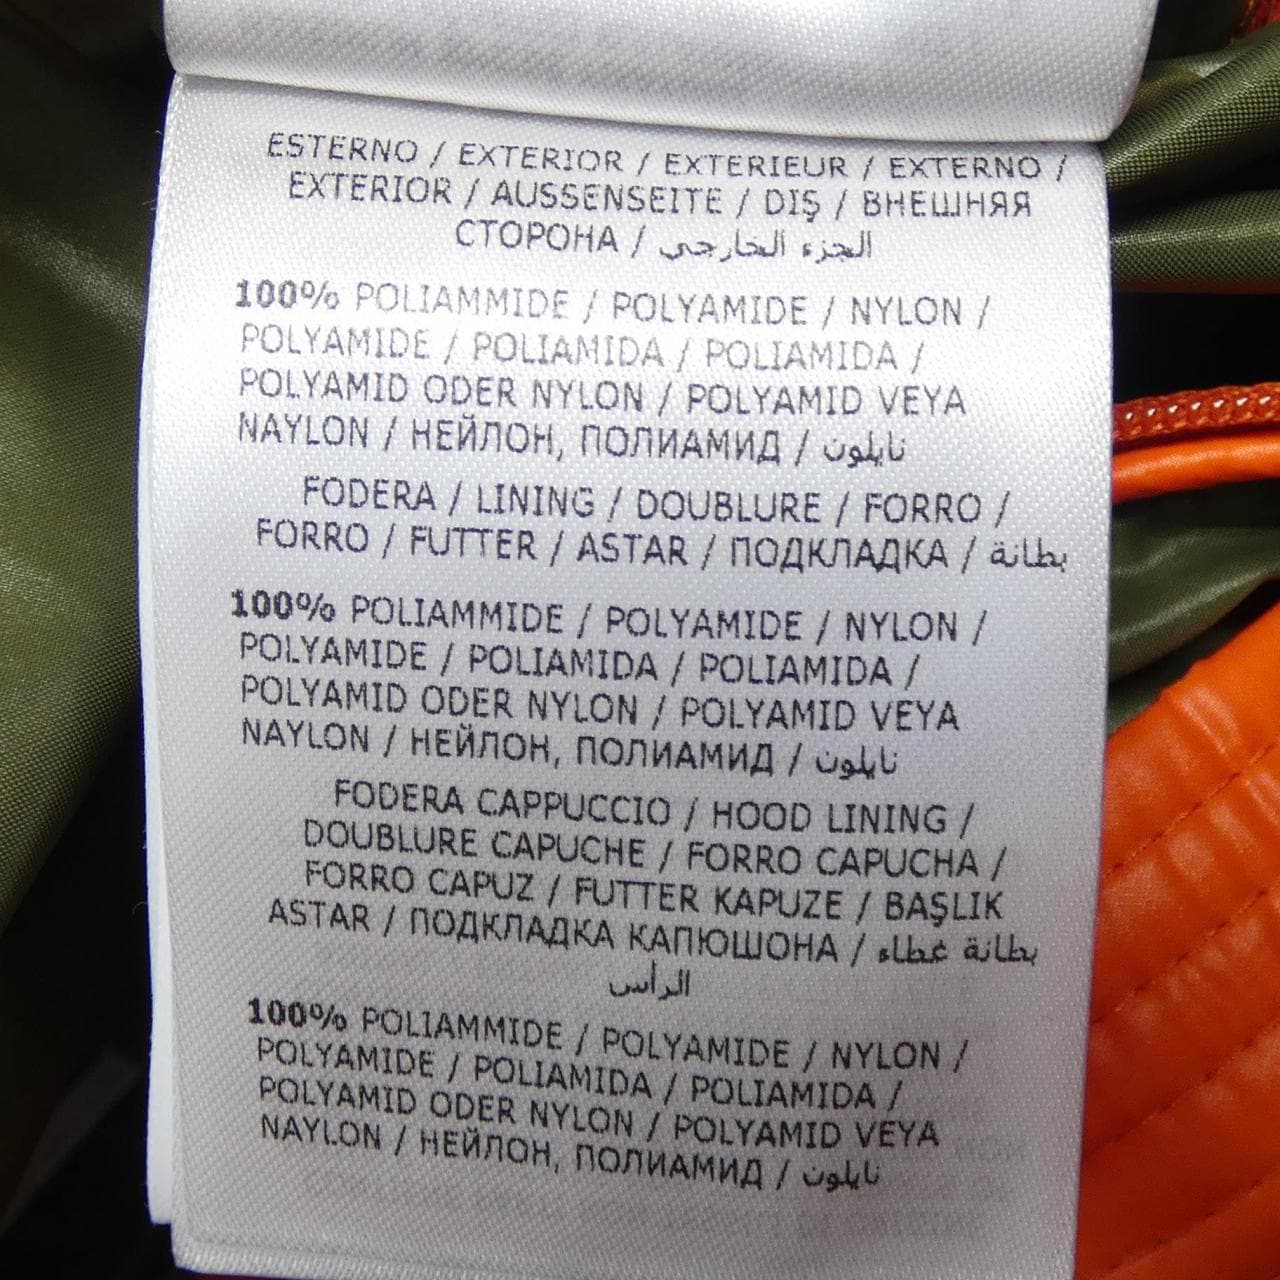 ESTERNO / EXTERIOR / EXTERIEUR / EXTERNO /
EXTERIOR / AUSSENSEITE / DIŞ / ВНЕШНЯЯ
СТОРОНА / الجزء الخارجي
100% POLIAMMIDE / POLYAMIDE / NYLON /
POLYAMIDE / POLIAMIDA / POLIAMIDA /
POLYAMID ODER NYLON / POLYAMID VEYA
NAYLON / НЕЙЛОН, ПОЛИАМИД / نايلون
FODERA / LINING / DOUBLURE / FORRO /
FORRO / FUTTER / ASTAR / ПОДКЛАДКА / بطانة
100% POLIAMMIDE / POLYAMIDE / NYLON /
POLYAMIDE / POLIAMIDA / POLIAMIDA /
POLYAMID ODER NYLON / POLYAMID VEYA
NAYLON / НЕЙЛОН, ПОЛИАМИД / نايلون
FODERA CAPPUCCIO / HOOD LINING /
DOUBLURE CAPUCHE / FORRO CAPUCHA /
FORRO CAPUZ / FUTTER KAPUZE / BAŞLIK
ASTAR / ПОДКЛАДКА КАПЮШОНА / بطانة غطاء
الرأس
100% POLIAMMIDE / POLYAMIDE / NYLON /
POLYAMIDE / POLIAMIDA / POLIAMIDA /
POLYAMID ODER NYLON / POLYAMID VEYA
NAYLON / НЕЙЛОН, ПОЛИАМИД / نايلون